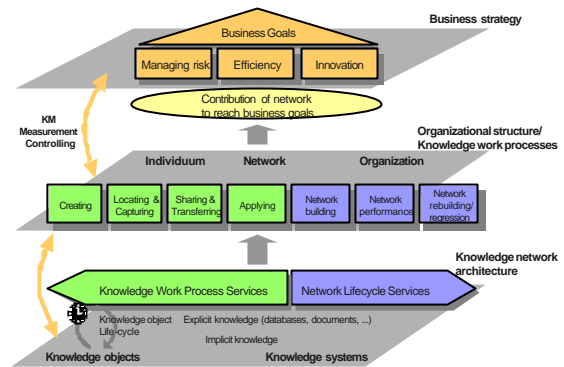 Business strategy
Business Goals
Managing risk
Efficiency
Innovation
Contribution of network
to reach business goals
KM
Measurement
Controlling
Organizational structure/
Knowledge work processes
Individuum
Network
Organization
Creating
Locating &
Capturing
Sharing &
Transferring
Applying
Network
building
Network
performance
Network
rebuilding/
regression
Knowledge network
architecture
Knowledge Work Process Services
Network Lifecycle Services
Knowledge object
Life-cycle
Explicit knowledge (databases, documents, ...)
Implicit knowledge
Knowledge objects
Knowledge systems